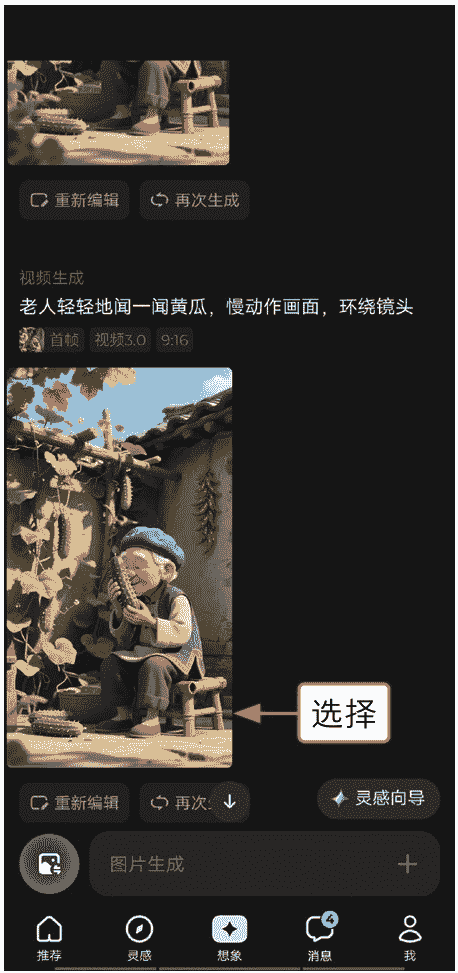 重新编辑
再次生成
视频生成
老人轻轻地闻一闻黄瓜，慢动作画面，环绕镜头
首帧 视频3.0 9:16
选择
重新编辑
再次
灵感向导
图片生成
4
推荐
灵感
想象
消息
我